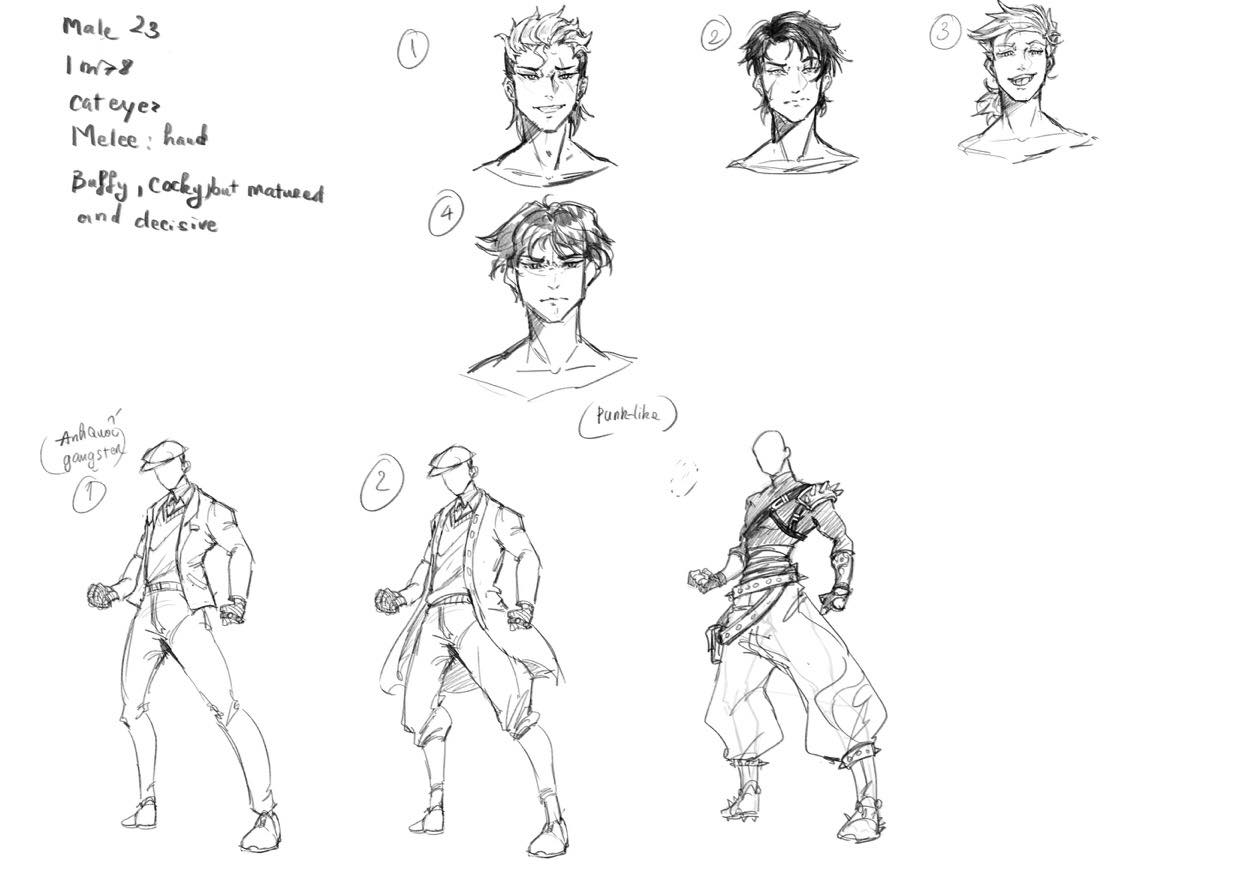 Male 23
1m78
Cat eyes
Melee: hand
Buffy, Cocky, but matured
and decisive
1
2
3
4
(Anh Quốc
gangster)
1
2
(Punk-like)